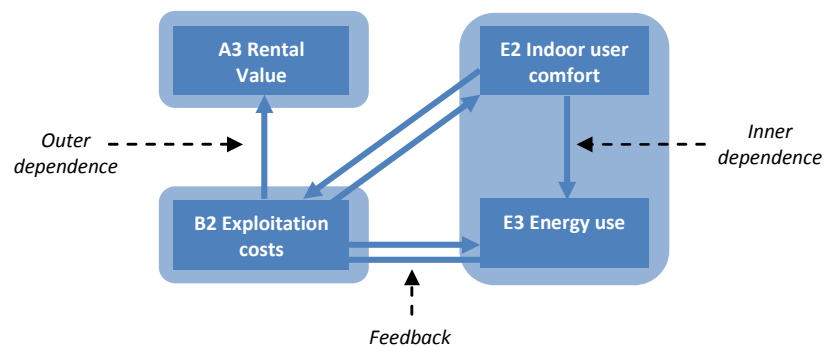 A3 Rental
Value
E2 Indoor user
comfort
Outer
dependence
Inner
dependence
B2 Exploitation
costs
E3 Energy use
Feedback